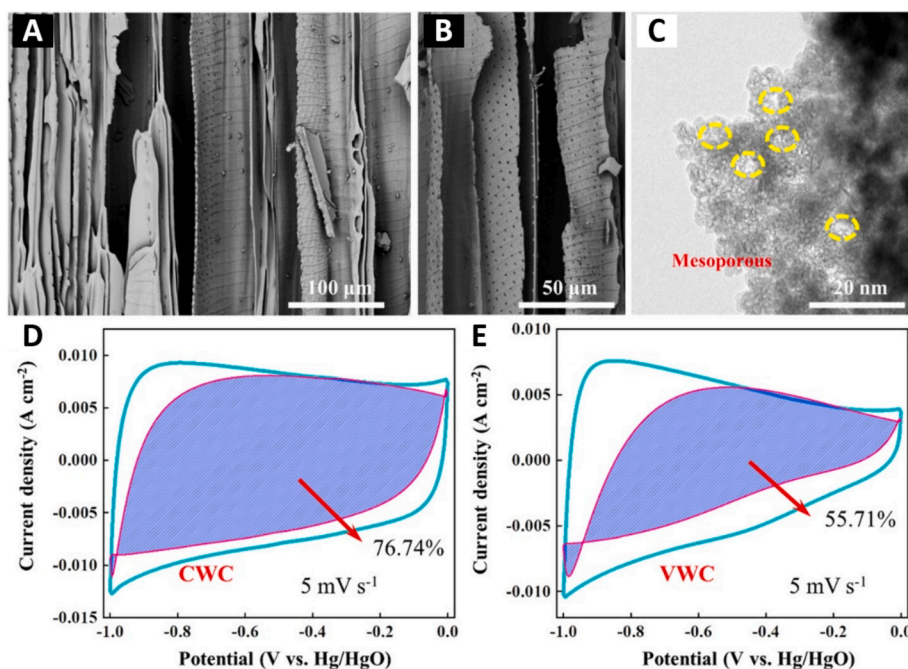 A
B
C
100 µm
50 µm
Mesoporous
20 nm
D
Current density (A cm⁻²)
0.010
0.005
0.000
-0.005
-0.010
-0.015
76.74%
CWC
5 mV s⁻¹
-1.0 -0.8 -0.6 -0.4 -0.2 0.0
Potential (V vs. Hg/HgO)
E
Current density (A cm⁻²)
0.010
0.005
0.000
-0.005
-0.010
55.71%
VWC
5 mV s⁻¹
-1.0 -0.8 -0.6 -0.4 -0.2 0.0
Potential (V vs. Hg/HgO)